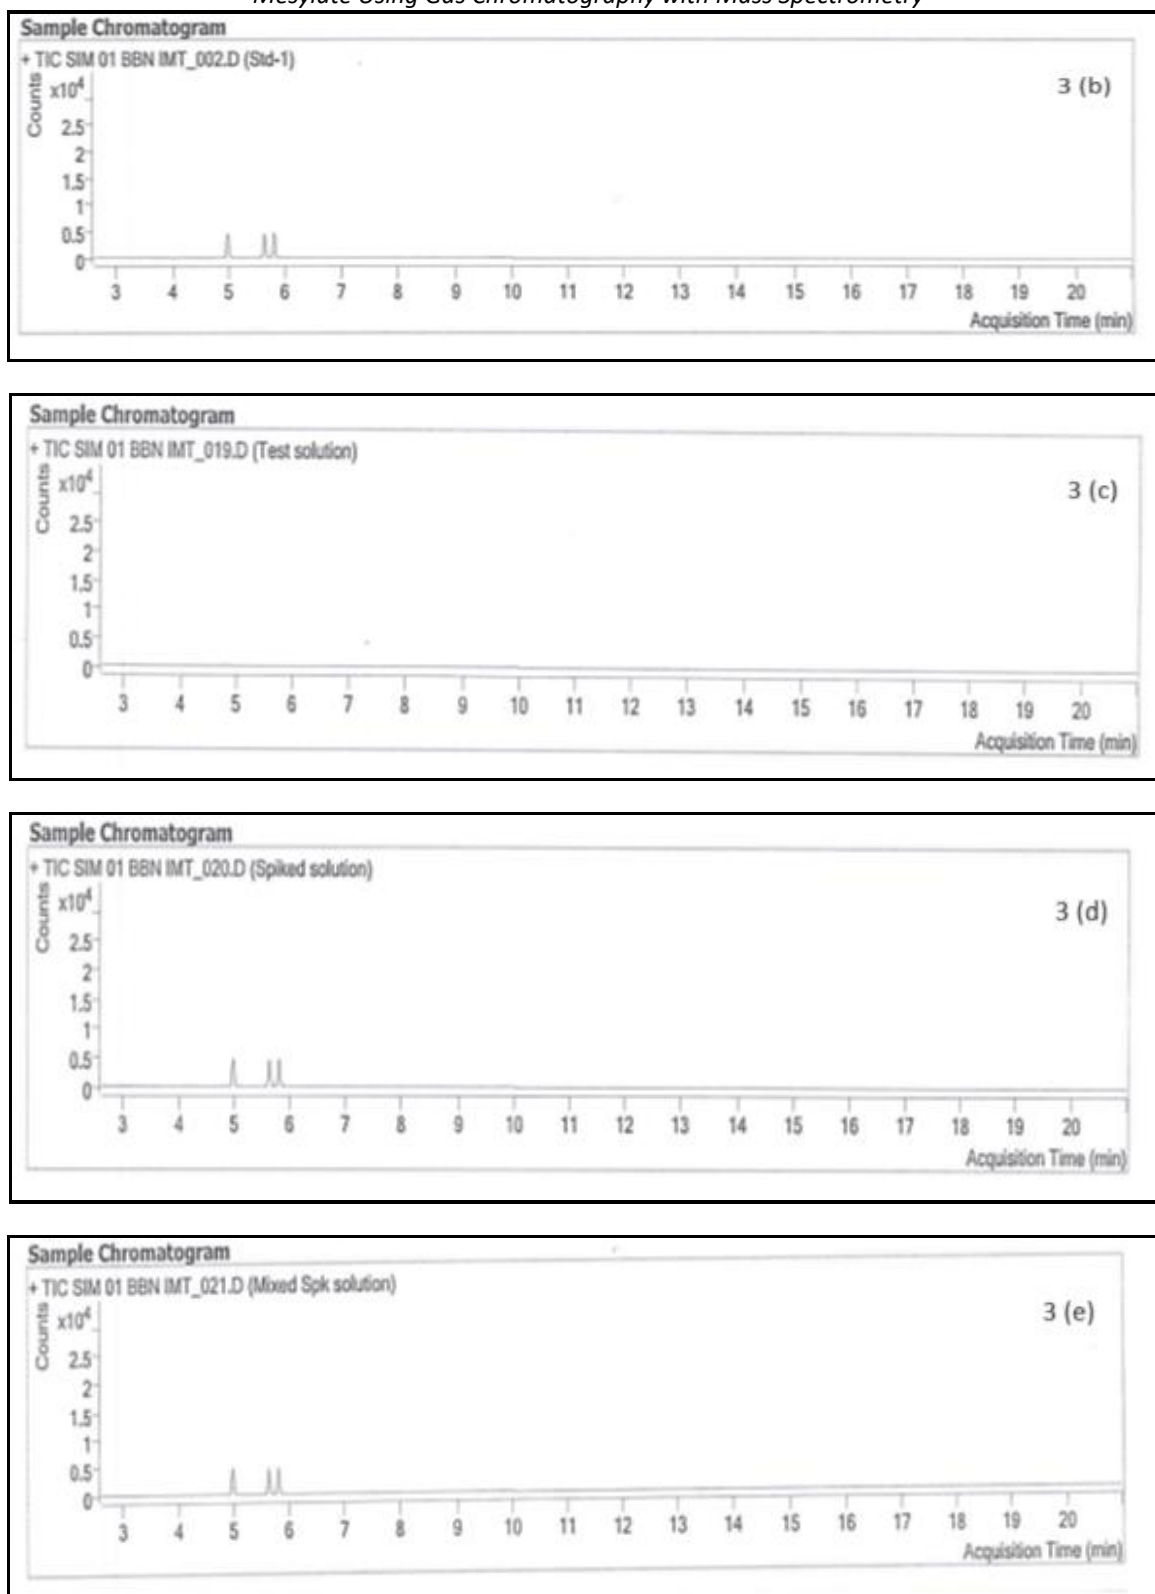 Mesylate Using Gas Chromatography with Mass Spectrometry
Sample Chromatogram
+ TIC SIM 01 BBN IMT_002.D (Std-1)
3 (b)
Counts
x10⁴
2.5
2
1.5
1
0.5
0
3 4 5 6 7 8 9 10 11 12 13 14 15 16 17 18 19 20
Acquisition Time (min)
Sample Chromatogram
+ TIC SIM 01 BBN IMT_019.D (Test solution)
3 (c)
Counts
x10⁴
2.5
2
1.5
1
0.5
0
3 4 5 6 7 8 9 10 11 12 13 14 15 16 17 18 19 20
Acquisition Time (min)
Sample Chromatogram
+ TIC SIM 01 BBN IMT_020.D (Spiked solution)
3 (d)
Counts
x10⁴
2.5
2
1.5
1
0.5
0
3 4 5 6 7 8 9 10 11 12 13 14 15 16 17 18 19 20
Acquisition Time (min)
Sample Chromatogram
+ TIC SIM 01 BBN IMT_021.D (Mixed Spk solution)
3 (e)
Counts
x10⁴
2.5
2
1.5
1
0.5
0
3 4 5 6 7 8 9 10 11 12 13 14 15 16 17 18 19 20
Acquisition Time (min)